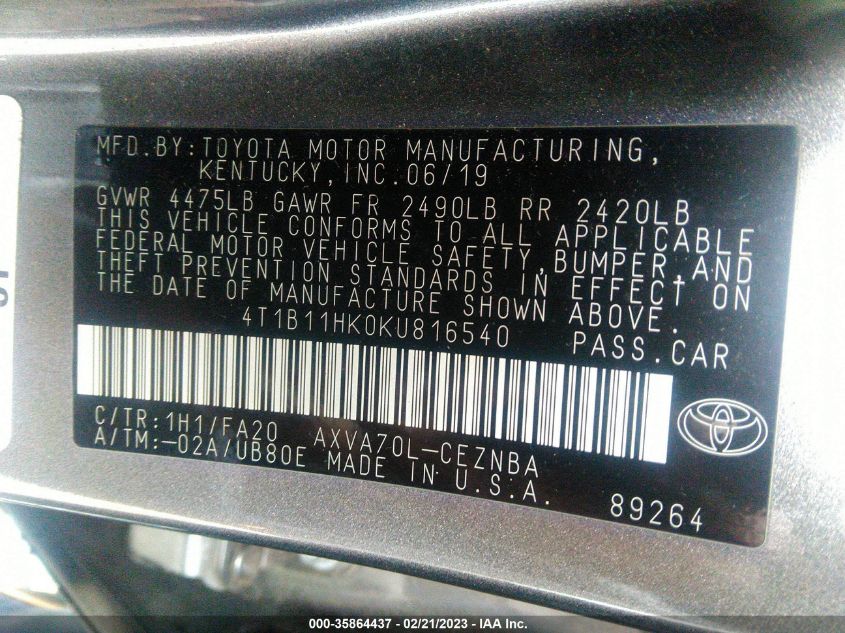 MFD.BY:TOYOTA MOTOR MANUFACTURING,
KENTUCKY,INC.06/19
GVWR 4475LB GAWR FR 2490LB RR 2420LB
THIS VEHICLE CONFORMS TO ALL APPLICABLE
FEDERAL MOTOR VEHICLE SAFETY,BUMPER,AND
THEFT PREVENTION STANDARDS IN EFFECT ON
THE DATE OF MANUFACTURE SHOWN ABOVE.
4T1B11HK0KU816540 PASS.CAR
C/TR:1H1/FA20 AXVA70L-CEZNBA
A/TM:-02A/UB80E MADE IN U.S.A.
89264
000-35864437 - 02/21/2023 - IAA Inc.